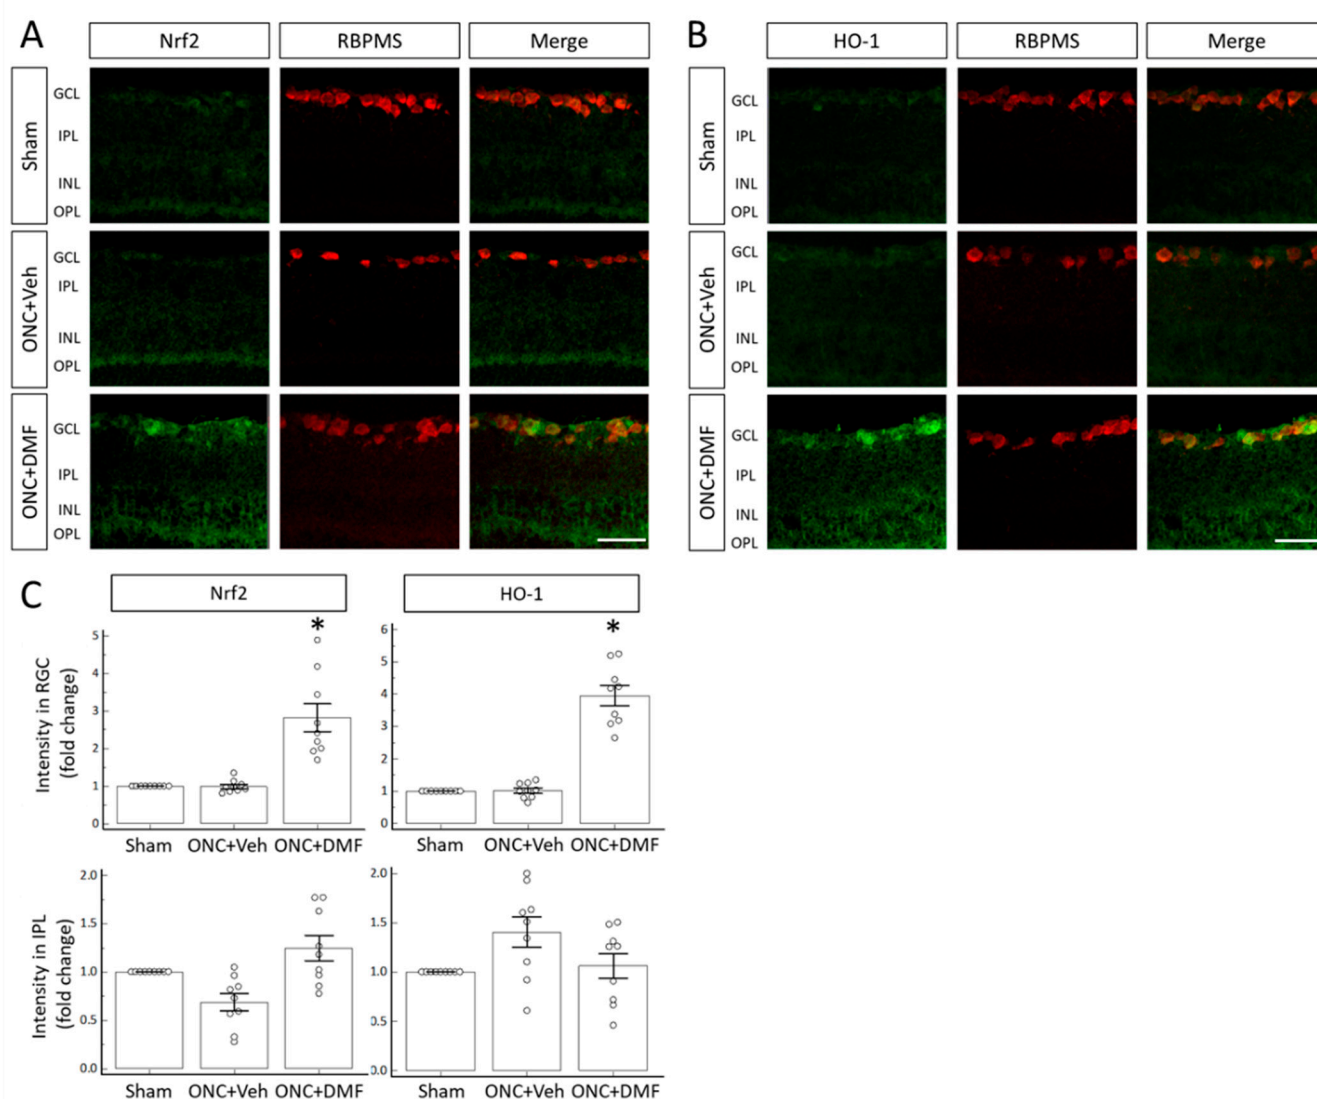 A
Nrf2 RBPMS Merge
Sham
GCL
IPL
INL
OPL
ONC+Veh
GCL
IPL
INL
OPL
ONC+DMF
GCL
IPL
INL
OPL
B
HO-1 RBPMS Merge
Sham
GCL
IPL
INL
OPL
ONC+Veh
GCL
IPL
INL
OPL
ONC+DMF
GCL
IPL
INL
OPL
C
Nrf2
Intensity in RGC
(fold change)
5
4
3
2
1
0
*
Sham ONC+Veh ONC+DMF
HO-1
6
5
4
3
2
1
0
*
Sham ONC+Veh ONC+DMF
Intensity in IPL
(fold change)
2.0
1.5
1.0
0.5
0.0
Sham ONC+Veh ONC+DMF
2.0
1.5
1.0
0.5
0.0
Sham ONC+Veh ONC+DMF